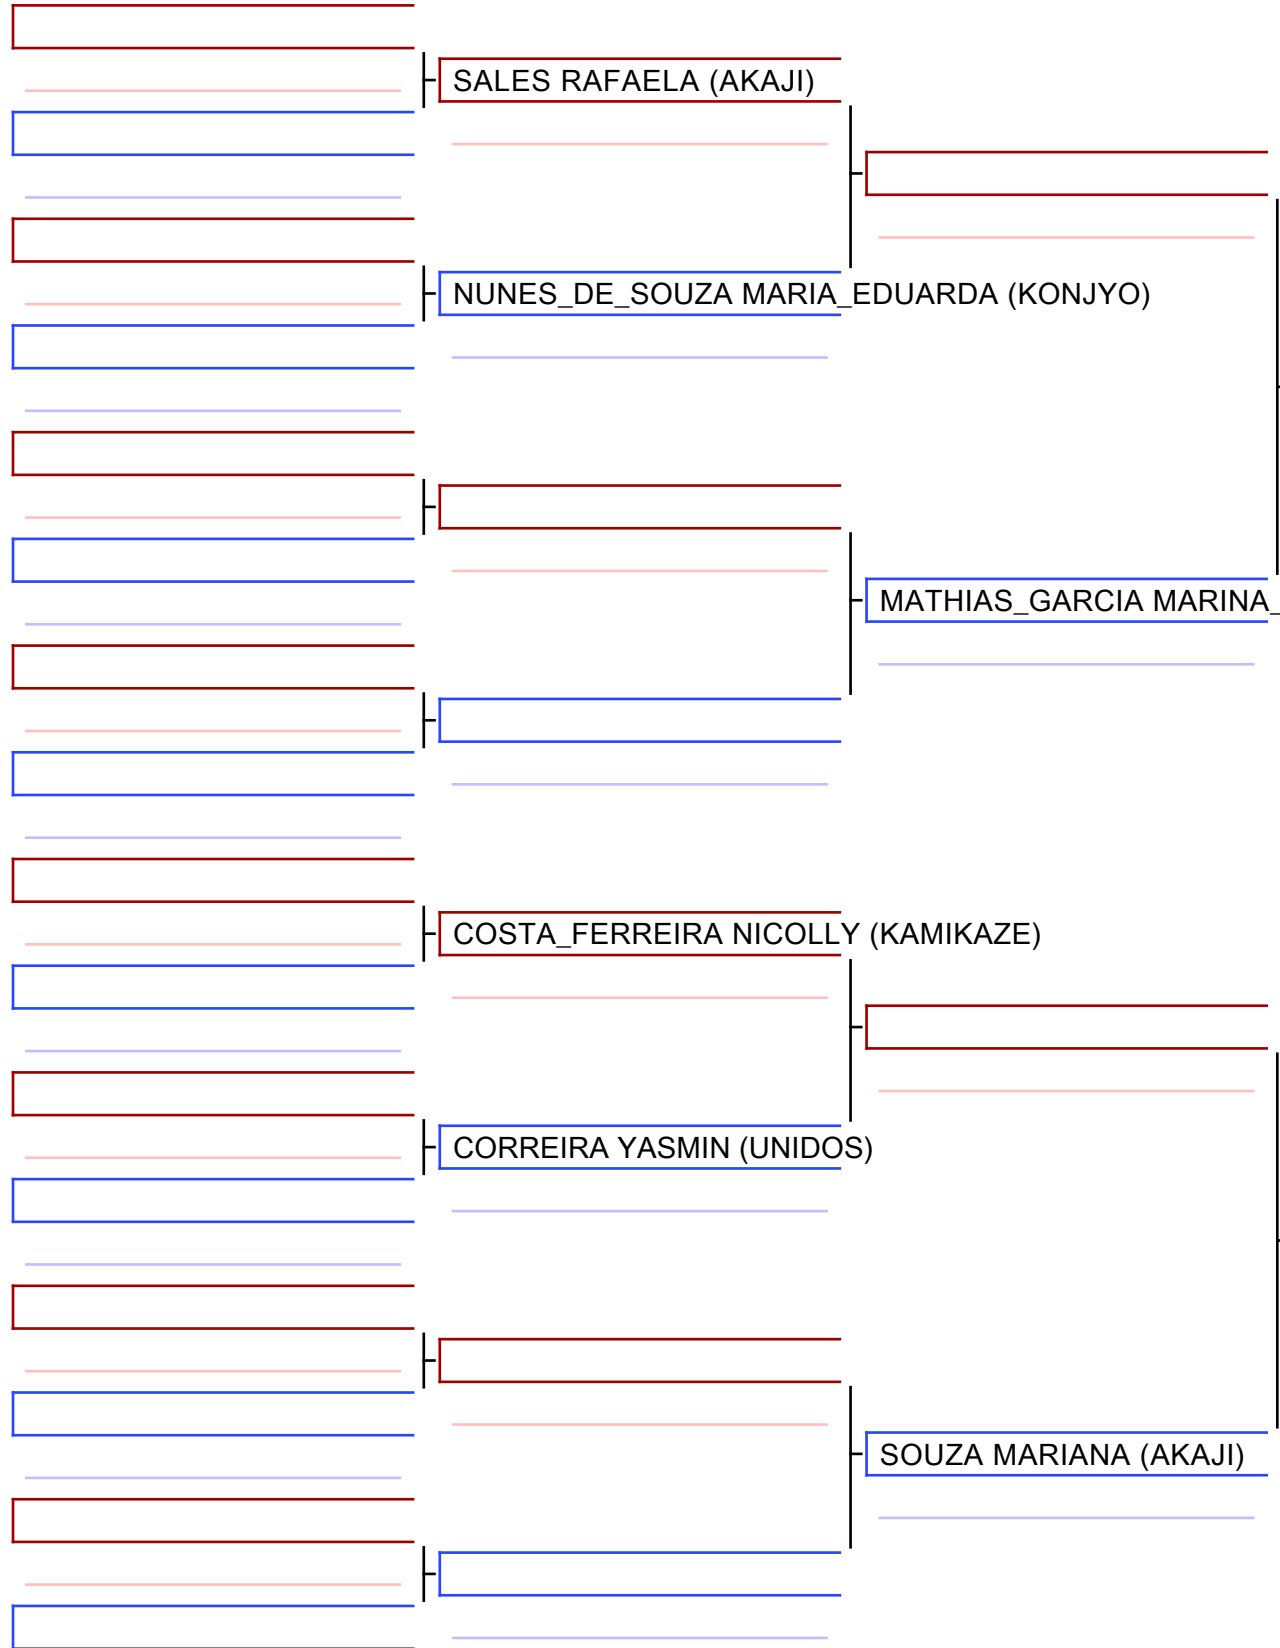 SALES RAFAELA (AKAJI)
NUNES_DE_SOUZA MARIA_EDUARDA (KONJYO)
MATHIAS_GARCIA MARINA_
COSTA_FERREIRA NICOLLY (KAMIKAZE)
CORREIRA YASMIN (UNIDOS)
SOUZA MARIANA (AKAJI)